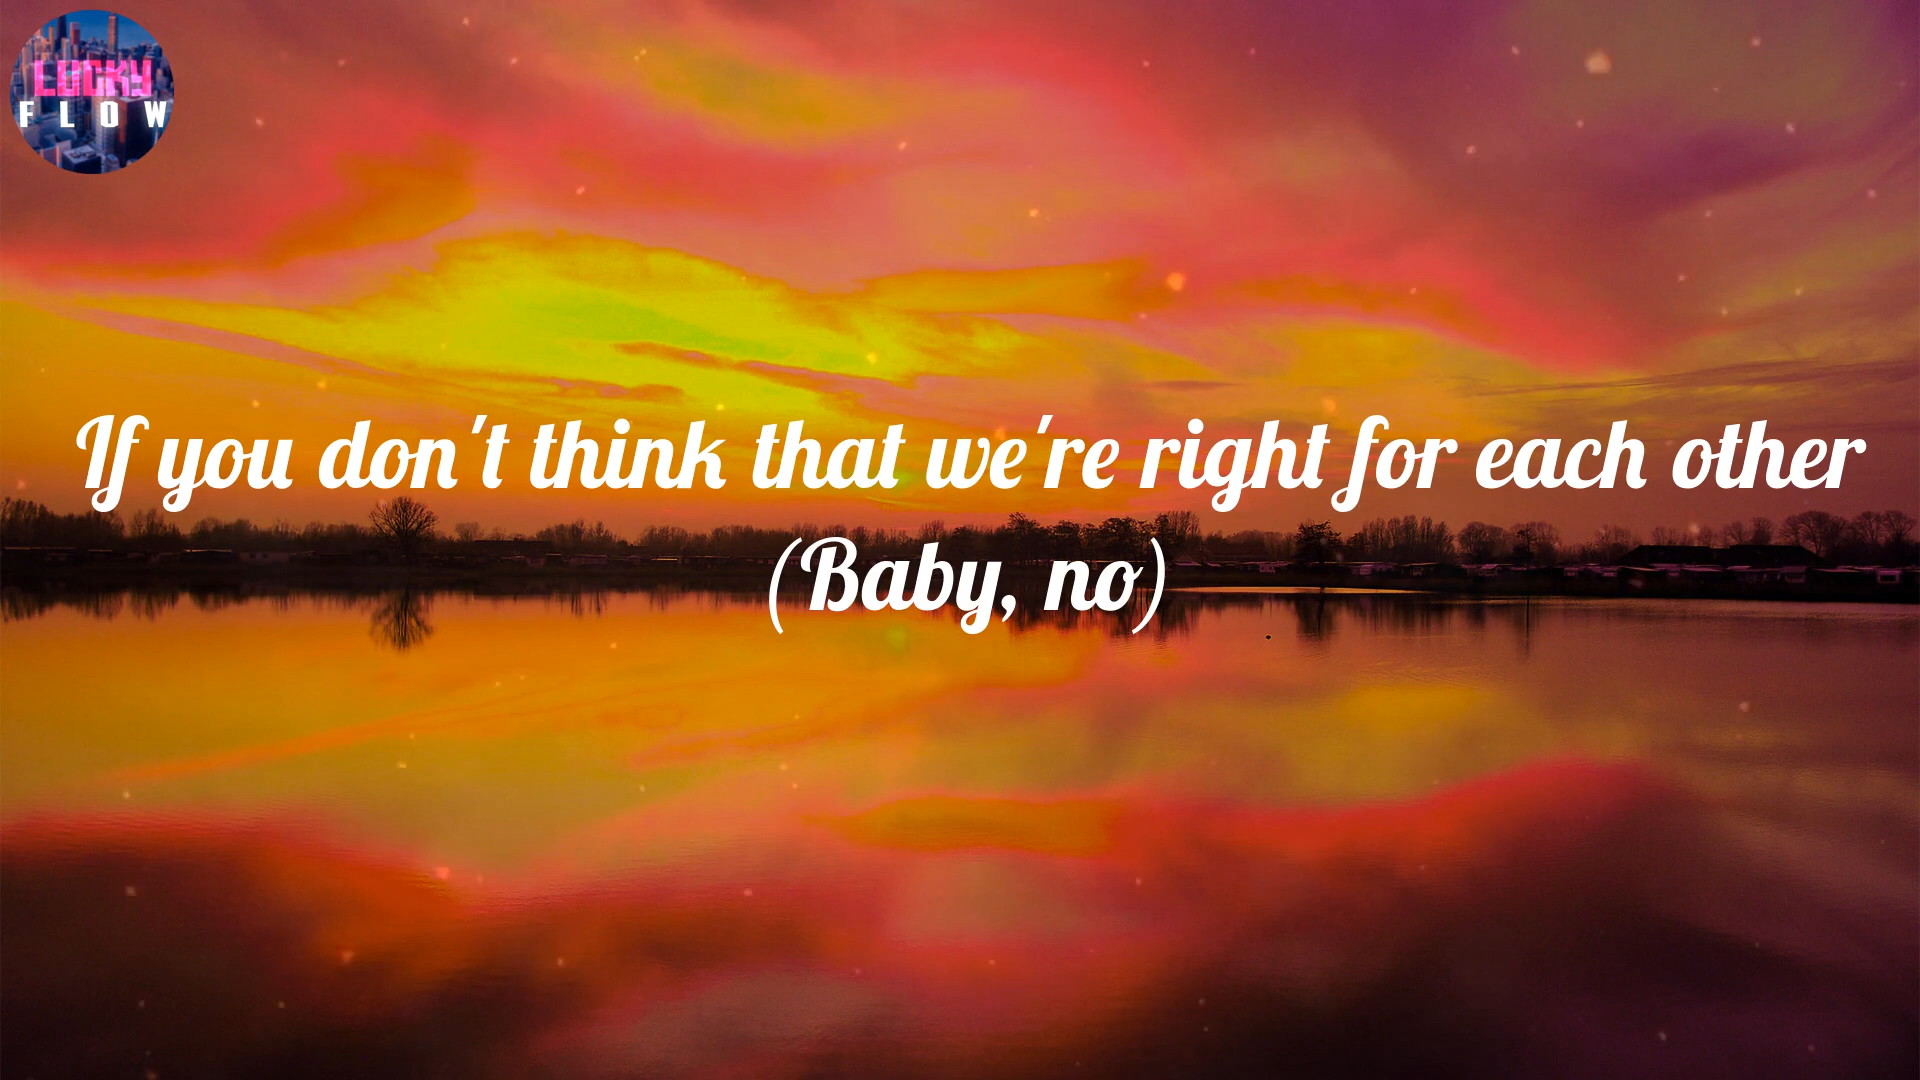 LUCKY
FLOW
If you don't think that we're right for each other
(Baby, no)